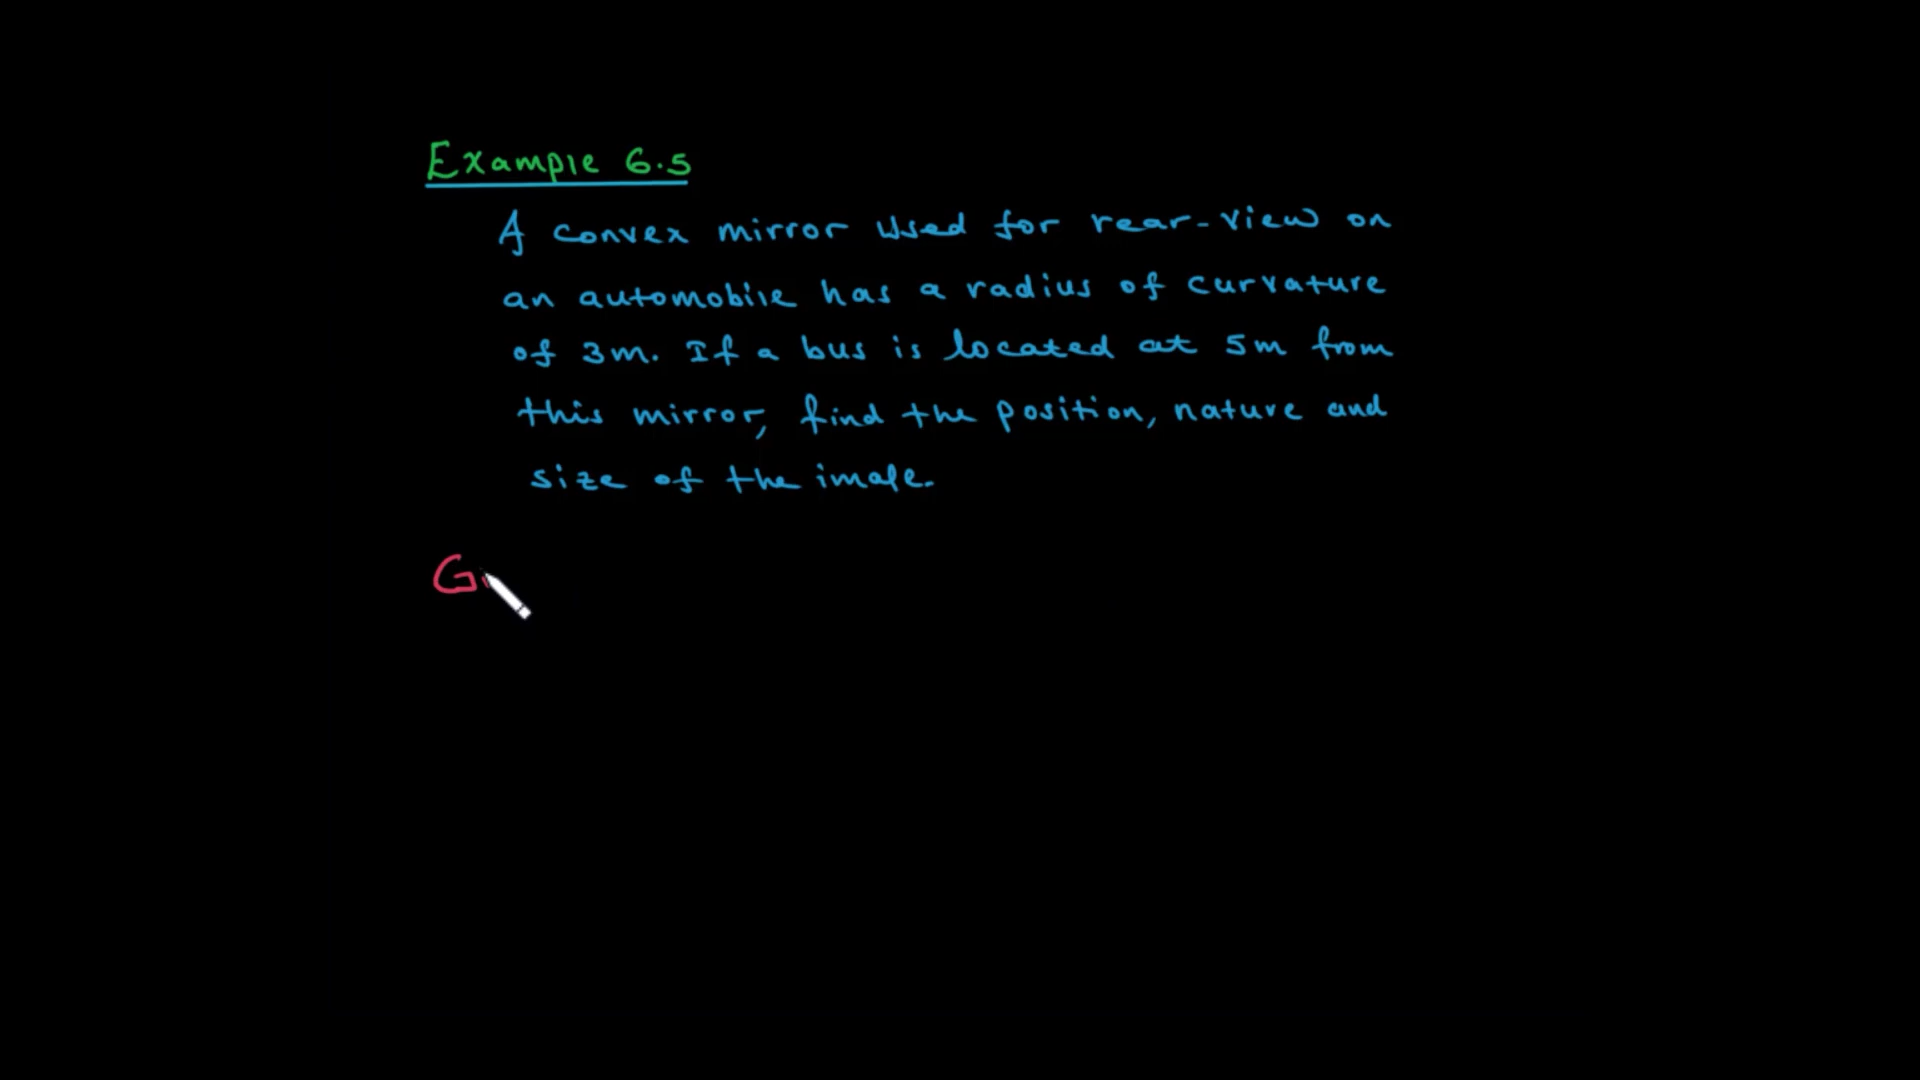 Example 6.5
A convex mirror used for rear-view on
an automobile has a radius of curvature
of 3m. If a bus is located at 5m from
this mirror, find the position, nature and
size of the image.
G